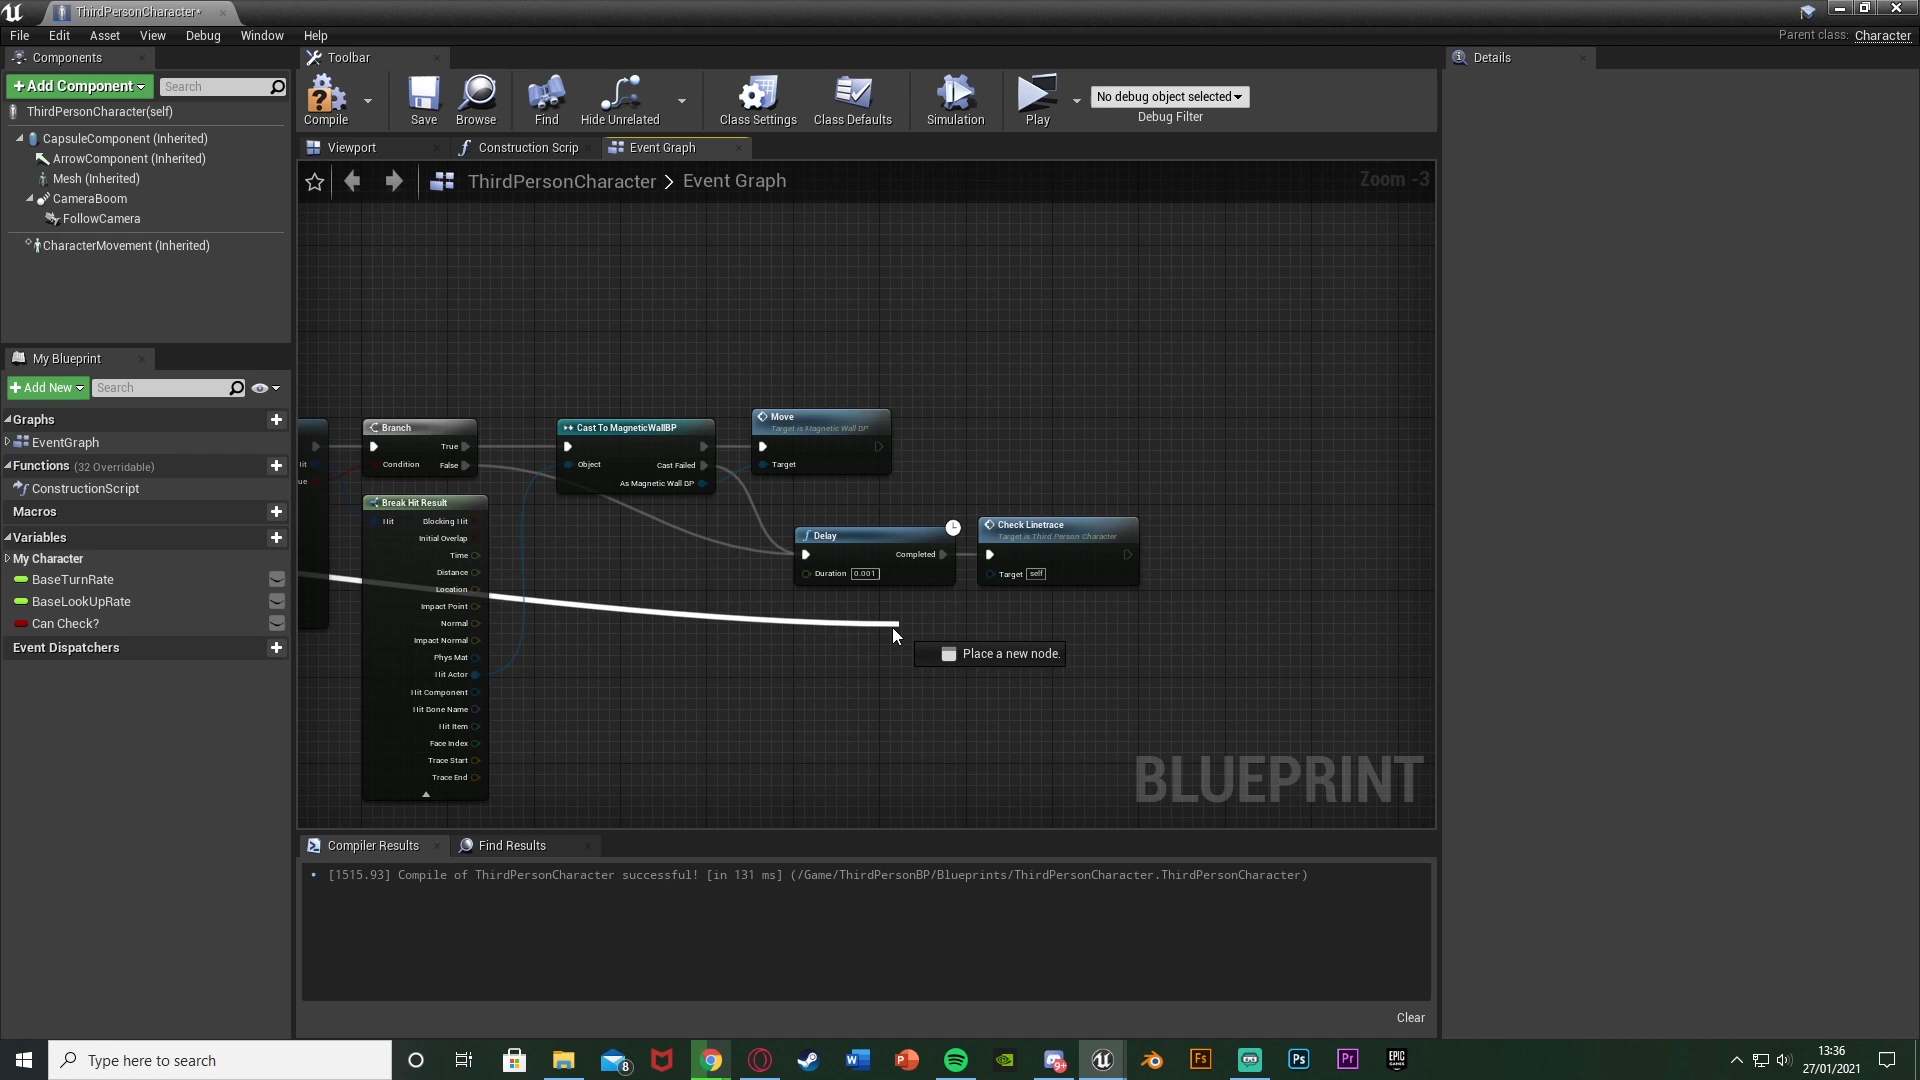 ThirdPersonCharacter*
File Edit Asset View Debug Window Help
Parent class: Character
Components
Toolbar
Details
+Add Component
Search
ThirdPersonCharacter(self)
CapsuleComponent (Inherited)
ArrowComponent (Inherited)
Mesh (Inherited)
CameraBoom
FollowCamera
CharacterMovement (Inherited)
Compile
Save
Browse
Find
Hide Unrelated
Class Settings
Class Defaults
Simulation
Play
No debug object selected
Debug Filter
Viewport
Construction Scrip
Event Graph
ThirdPersonCharacter > Event Graph
Zoom -3
My Blueprint
+Add New
Search
Graphs
EventGraph
Functions (32 Overridable)
ConstructionScript
Macros
Variables
My Character
BaseTurnRate
BaseLookUpRate
Can Check?
Event Dispatchers
Branch
True
Condition
False
Break Hit Result
Hit
Blocking Hit
Initial Overlap
Time
Distance
Location
Impact Point
Normal
Impact Normal
Phys Mat
Hit Actor
Hit Component
Hit Bone Name
Hit Item
Face Index
Trace Start
Trace End
Cast To MagneticWallBP
Object
Cast Failed
As Magnetic Wall BP
Move
Target is Magnetic Wall BP
Target
Delay
Completed
Duration 0.001
Check Linetrace
Target is Third Person Character
Target self
Place a new node.
BLUEPRINT
Compiler Results
Find Results
[1515.93] Compile of ThirdPersonCharacter successful! [in 131 ms] (/Game/ThirdPersonBP/Blueprints/ThirdPersonCharacter.ThirdPersonCharacter)
Clear
Type here to search
8
9+
Fs
Ps
Pr
EPIC
GAMES
13:36
27/01/2021